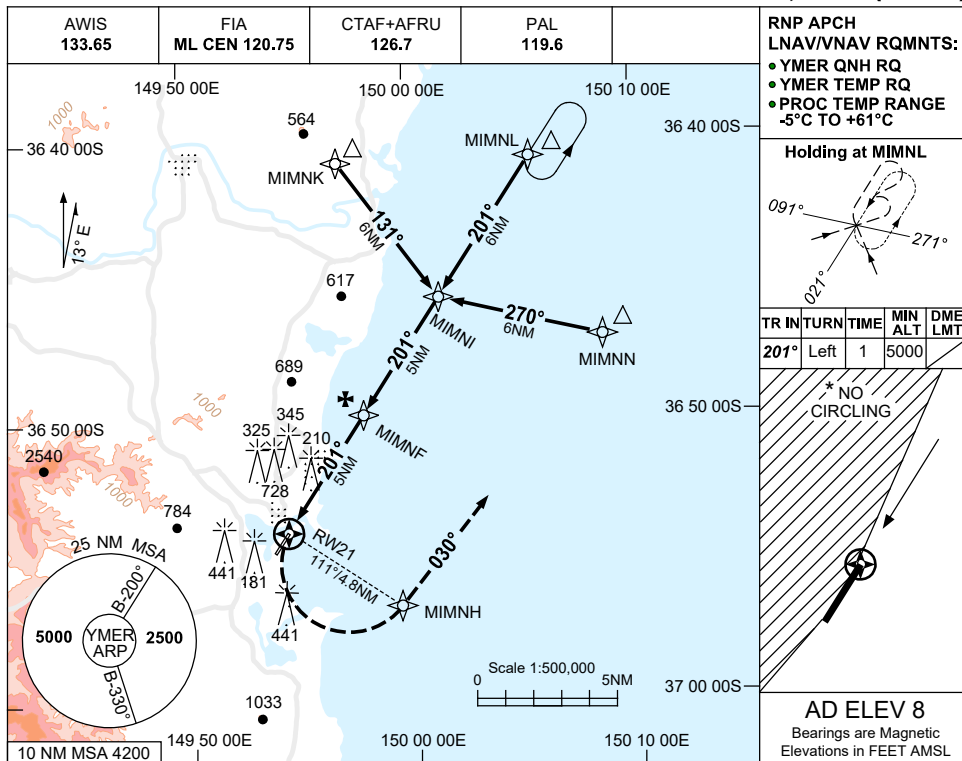 AWIS
133.65
FIA
ML CEN 120.75
CTAF+AFRU
126.7
PAL
119.6
RNP APCH
LNAV/VNAV RQMNTS:
• YMER QNH RQ
• YMER TEMP RQ
• PROC TEMP RANGE
-5°C TO +61°C
149 50 00E
150 00 00E
150 10 00E
1000
564
36 40 00S
36 40 00S
MIMNK
MIMNL
Holding at MIMNL
091°
271°
021°
13° E
131°
6NM
201°
6NM
617
270°
6NM
MIMNI
MIMNN
TR IN
TURN
TIME
MIN
ALT
DME
LMT
201°
Left
1
5000
201°
5NM
689
* NO
CIRCLING
1000
345
325
210
MIMNF
36 50 00S
36 50 00S
2540
728
201°
5NM
1000
784
RW21
030°
25 NM MSA
441
181
111°/4.8NM
MIMNH
441
B-200°
5000
YMER
ARP
2500
B-330°
Scale 1:500,000
0
5NM
37 00 00S
1033
AD ELEV 8
Bearings are Magnetic
Elevations in FEET AMSL
10 NM MSA 4200
149 50 00E
150 00 00E
150 10 00E